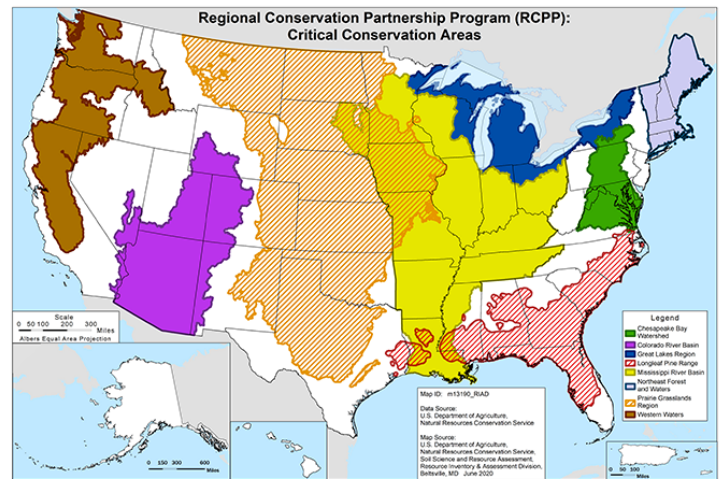 Regional Conservation Partnership Program (RCPP):
Critical Conservation Areas
Scale
0 50 100 200 300
Miles
Albers Equal Area Projection
0 150 300 600
Miles
Map ID: m13190_RIAD
Data Source:
U.S. Department of Agriculture,
Natural Resources Conservation Service
Map Source:
U.S. Department of Agriculture,
Natural Resources Conservation Service,
Soil Science and Resource Assessment,
Resource Inventory & Assessment Division,
Beltsville, MD June 2020
Legend
Chesapeake Bay
Watershed
Colorado River Basin
Great Lakes Region
Longleaf Pine Range
Mississippi River Basin
Northeast Forest
and Waters
Prairie Grasslands
Region
Western Waters